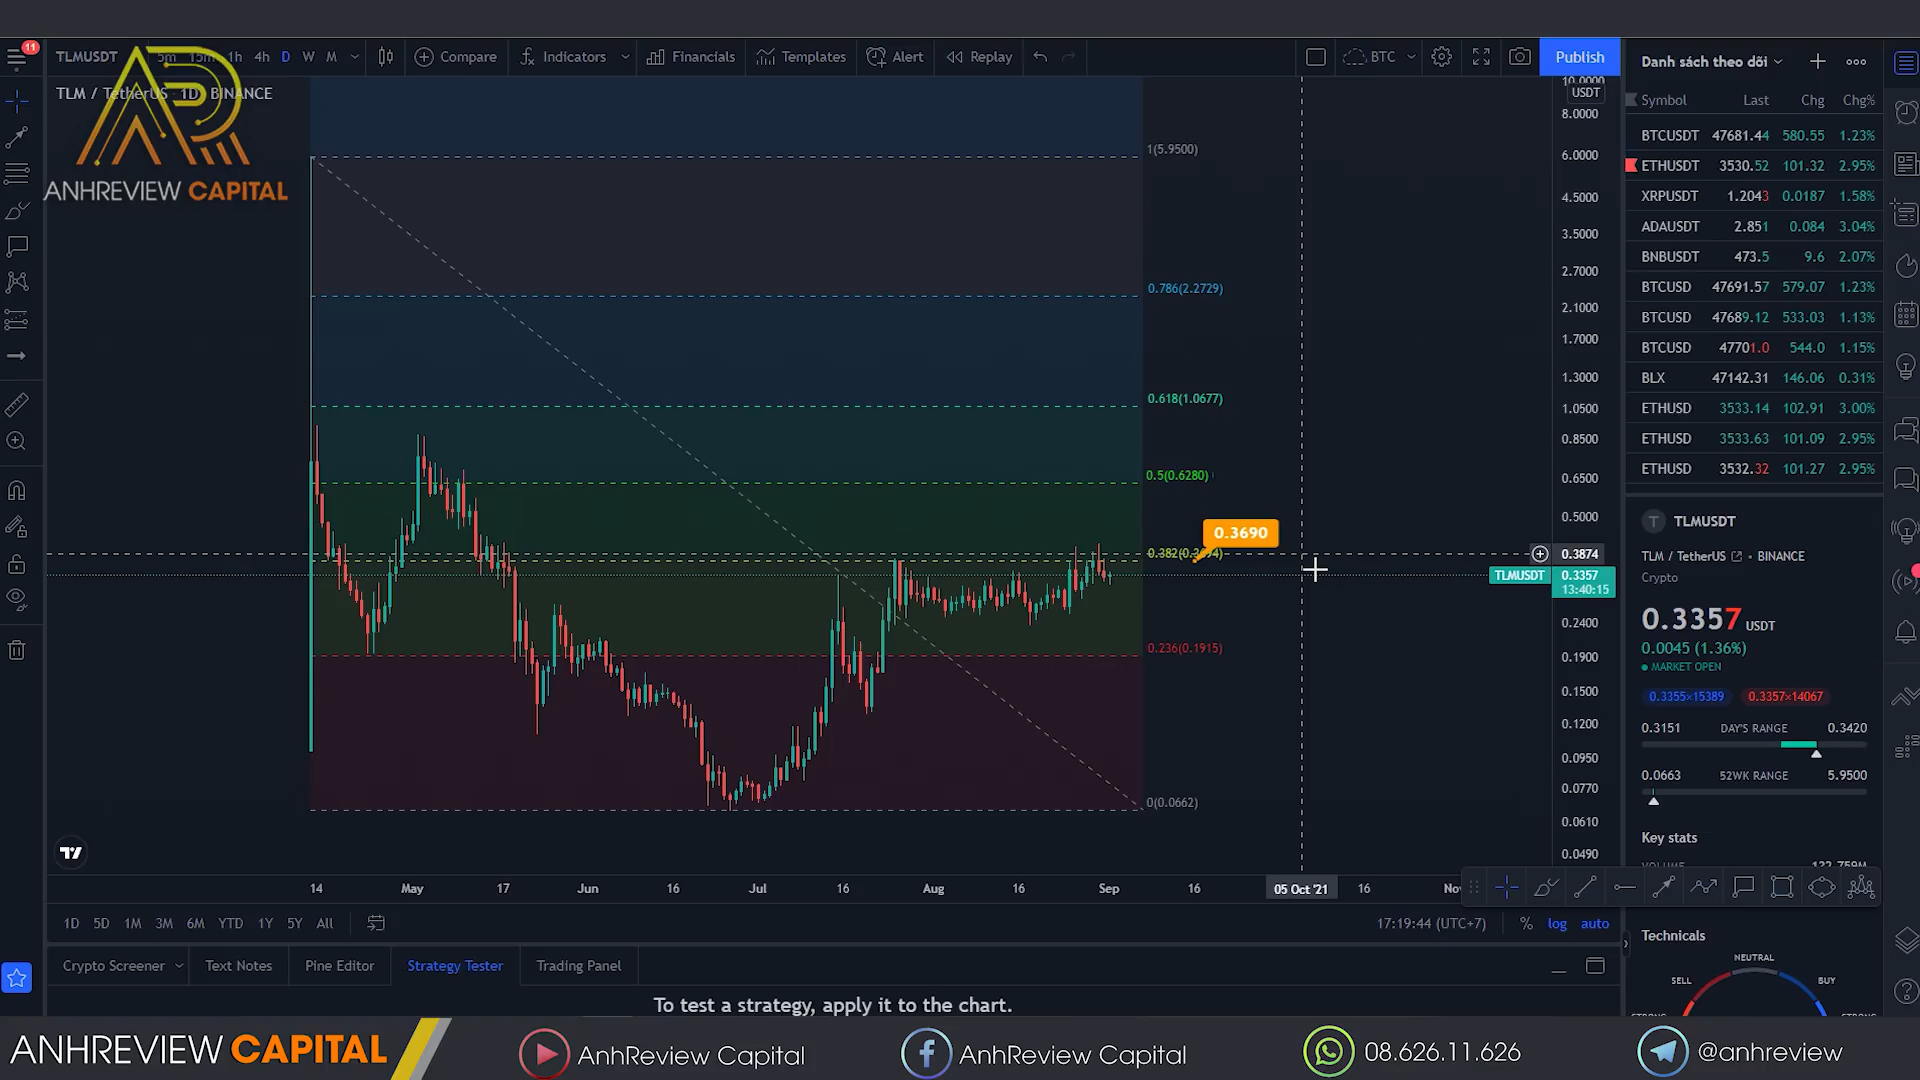 11
TLMUSDT 5m 15m 1h 4h D W M Compare Indicators Financials Templates Alert Replay BTC Publish
TLM / TetherUS 1D BINANCE
ANHREVIEW CAPITAL
1(5.9500)
0.786(2.2729)
0.618(1.0677)
0.5(0.6280)
0.3690
0.236(0.1915)
0(0.0662)
10.0000
USDT
8.0000
6.0000
4.5000
3.5000
2.7000
2.1000
1.7000
1.3000
1.0500
0.8500
0.6500
0.5000
0.3874
TLMUSDT 0.3357
13:40:15
0.2400
0.1900
0.1500
0.1200
0.0950
0.0770
0.0610
0.0490
14 May 17 Jun 16 Jul 16 Aug 16 Sep 16 05 Oct '21 16
1D 5D 1M 3M 6M YTD 1Y 5Y All 17:19:44 (UTC+7) % log auto
Crypto Screener Text Notes Pine Editor Strategy Tester Trading Panel
To test a strategy, apply it to the chart.
Danh sách theo dõi
Symbol Last Chg Chg%
BTCUSDT 47681.44 580.55 1.23%
ETHUSDT 3530.52 101.32 2.95%
XRPUSDT 1.2043 0.0187 1.58%
ADAUSDT 2.851 0.084 3.04%
BNBUSDT 473.5 9.6 2.07%
BTCUSD 47691.57 579.07 1.23%
BTCUSD 47689.12 533.03 1.13%
BTCUSD 47701.0 544.0 1.15%
BLX 47142.31 146.06 0.31%
ETHUSD 3533.14 102.91 3.00%
ETHUSD 3533.63 101.09 2.95%
ETHUSD 3532.32 101.27 2.95%
T TLMUSDT
TLM / TetherUS • BINANCE
Crypto
0.3357 USDT
0.0045 (1.36%)
MARKET OPEN
0.3355×15389 0.3357×14067
0.3151 DAY'S RANGE 0.3420
0.0663 52WK RANGE 5.9500
Key stats
Technicals
NEUTRAL
SELL BUY
ANHREVIEW CAPITAL AnhReview Capital AnhReview Capital 08.626.11.626 @anhreview